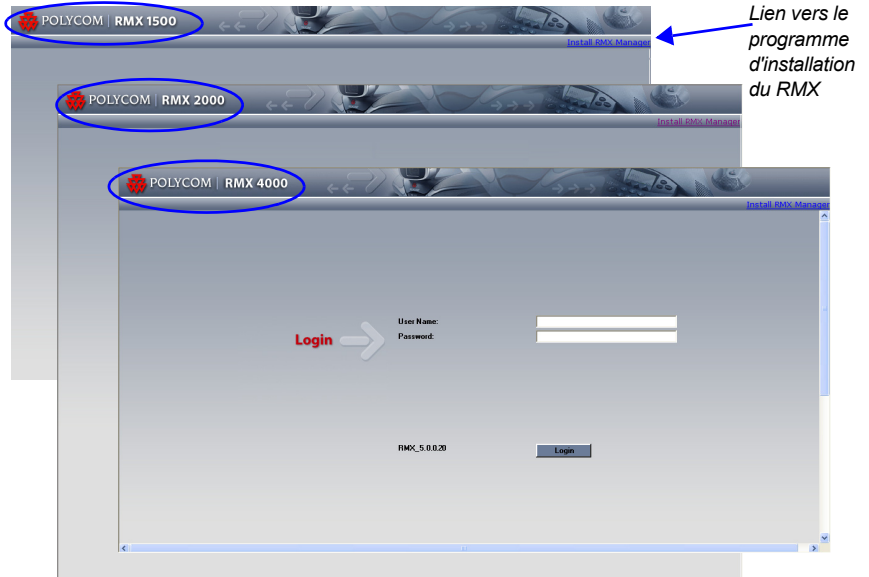 POLYCOM | RMX 1500
Install RMX Manager
Lien vers le
programme
d'installation
du RMX
POLYCOM | RMX 2000
Install RMX Manager
POLYCOM | RMX 4000
Install RMX Manager
User Name:
Login
Password:
RMX_5.0.0.20
Login